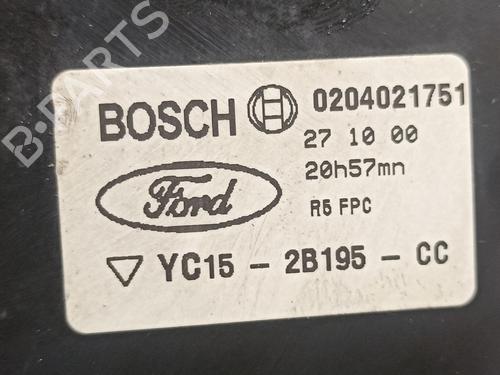 B-PARTS
BOSCH 0204021751
27 10 00
20h57mn
Ford
R5 FPC
YC15 - 2B195 - CC